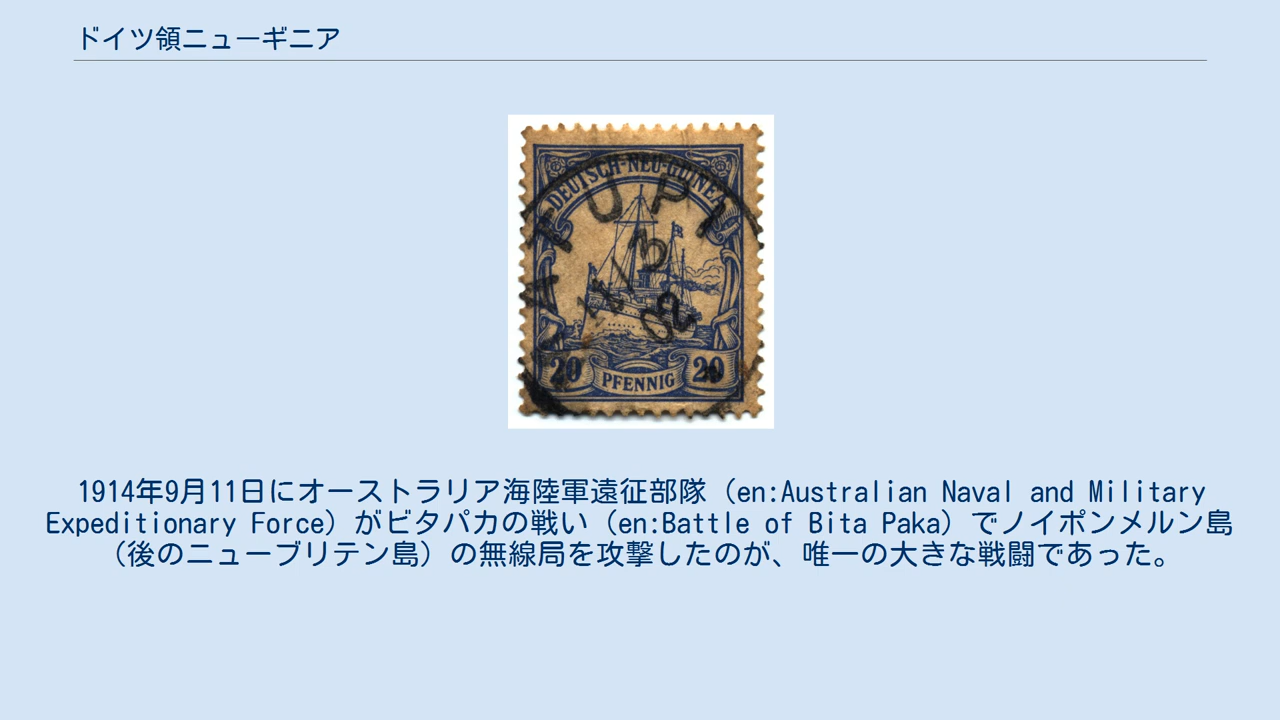 ドイツ領ニューギニア
DEUTSCH-NEU-GUINEA
20 PFENNIG 20
1914年9月11日にオーストラリア海陸軍遠征部隊（en:Australian Naval and Military
Expeditionary Force）がビタパカの戦い（en:Battle of Bita Paka）でノイポンメルン島
（後のニューブリテン島）の無線局を攻撃したのが、唯一の大きな戦闘であった。